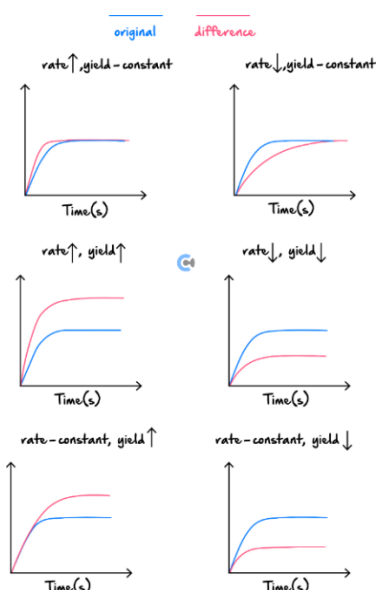 original difference
rate↑,yield-constant rate↓,yield-constant
Time(s) Time(s)
rate↑, yield↑ rate↓, yield↓
Time(s) Time(s)
rate-constant, yield↑ rate-constant, yield↓
Time(s) Time(s)